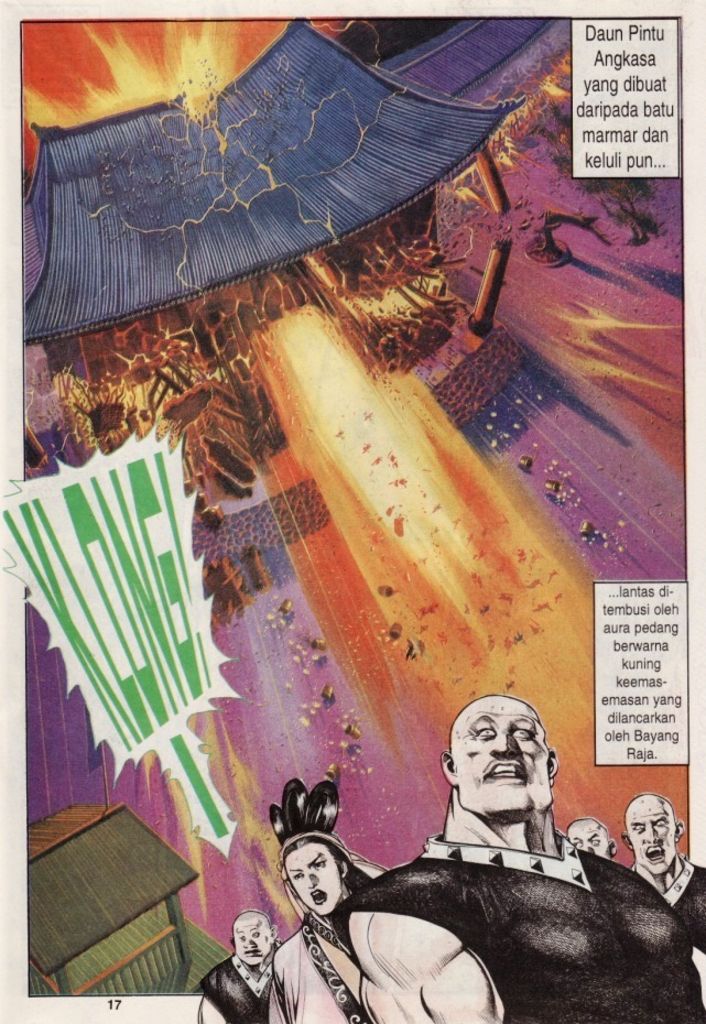 Daun Pintu
Angkasa
yang dibuat
daripada batu
marmar dan
keluli pun...
KLONG!
...lantas di-
tembusi oleh
aura pedang
berwarna
kuning
keemas-
emasan yang
dilancarkan
oleh Bayang
Raja.
17